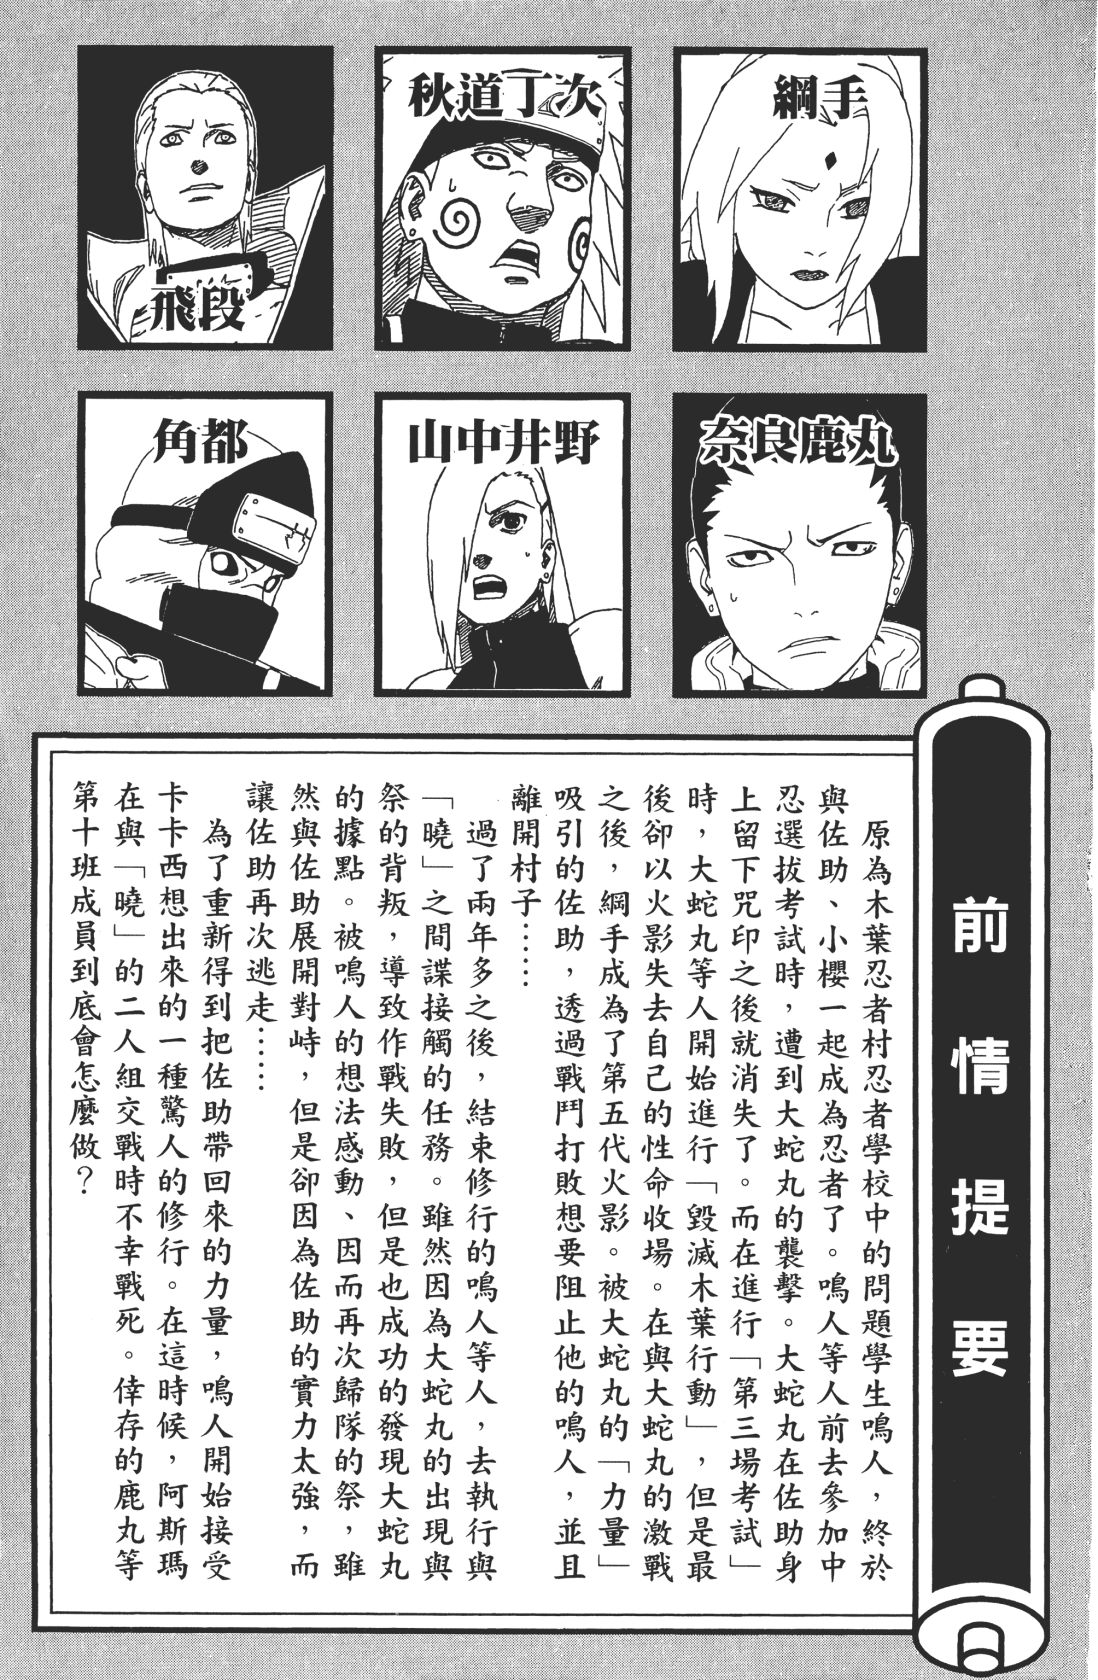 綱手
秋道丁次
飛段
奈良鹿丸
山中井野
角都
前情提要
原為木葉忍者村忍者學校中的問題學生鳴人，終於
與佐助、小櫻一起成為忍者了。鳴人等人前去參加中
忍選拔考試時，遭到大蛇丸的襲擊。大蛇丸在佐助身
上留下咒印之後就消失了。而在進行「第三場考試」
時，大蛇丸等人開始進行「毀滅木葉行動」，但是最
後卻以火影失去自己的性命收場。在與大蛇丸的激戰
之後，綱手成為了第五代火影。被大蛇丸的「力量」
吸引的佐助，透過戰鬥打敗想要阻止他的鳴人，並且
離開村子……
過了兩年多之後，結束修行的鳴人等人，去執行與
「曉」之間諜接觸的任務。雖然因為大蛇丸的出現與
祭的背叛，導致作戰失敗，但是也成功的發現大蛇丸
的據點。被鳴人的想法感動、因而再次歸隊的祭，雖
然與佐助展開對峙，但是卻因為佐助的實力太強，而
讓佐助再次逃走……
為了重新得到把佐助帶回來的力量，鳴人開始接受
卡卡西想出來的一種驚人的修行。在這時候，阿斯瑪
在與「曉」的二人組交戰時不幸戰死。倖存的鹿丸等
第十班成員到底會怎麼做？